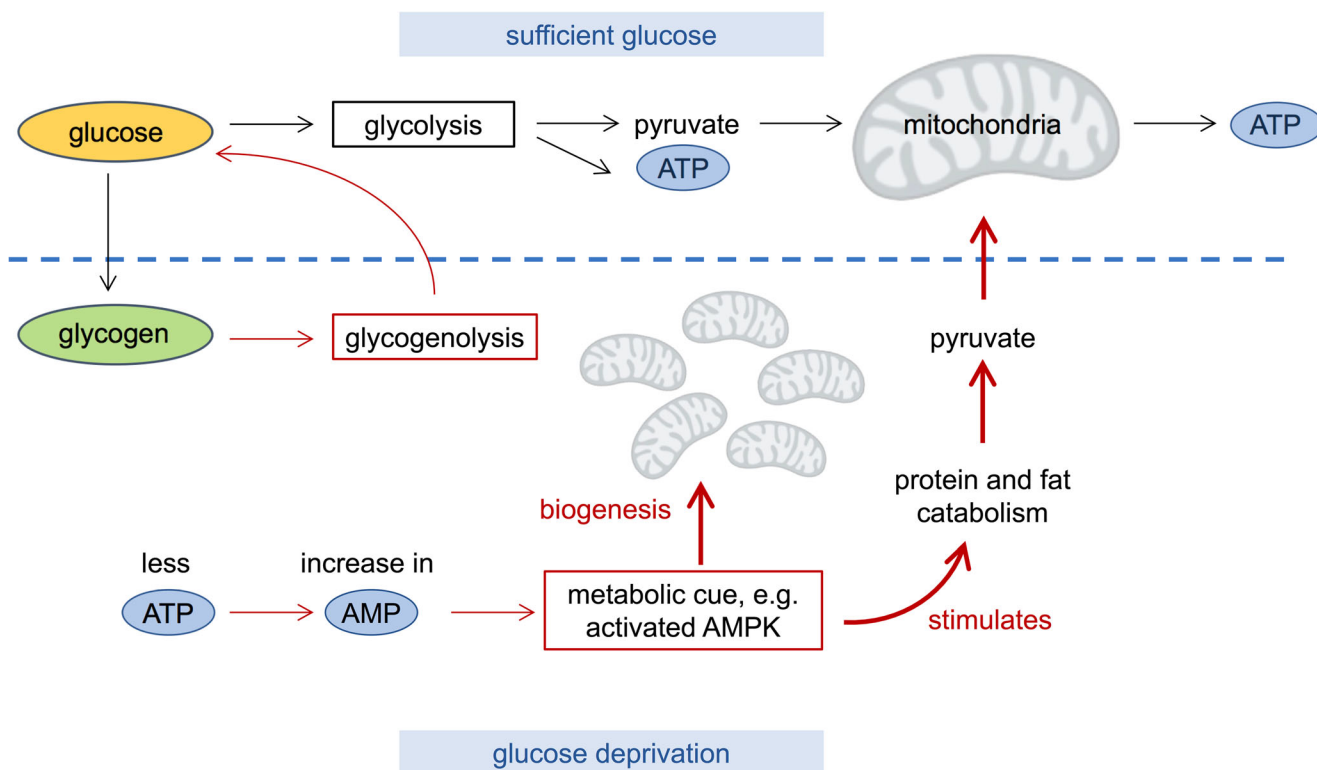 sufficient glucose
glucose
glycolysis
pyruvate
ATP
mitochondria
ATP
glycogen
glycogenolysis
pyruvate
protein and fat
catabolism
biogenesis
less
ATP
increase in
AMP
metabolic cue, e.g.
activated AMPK
stimulates
glucose deprivation